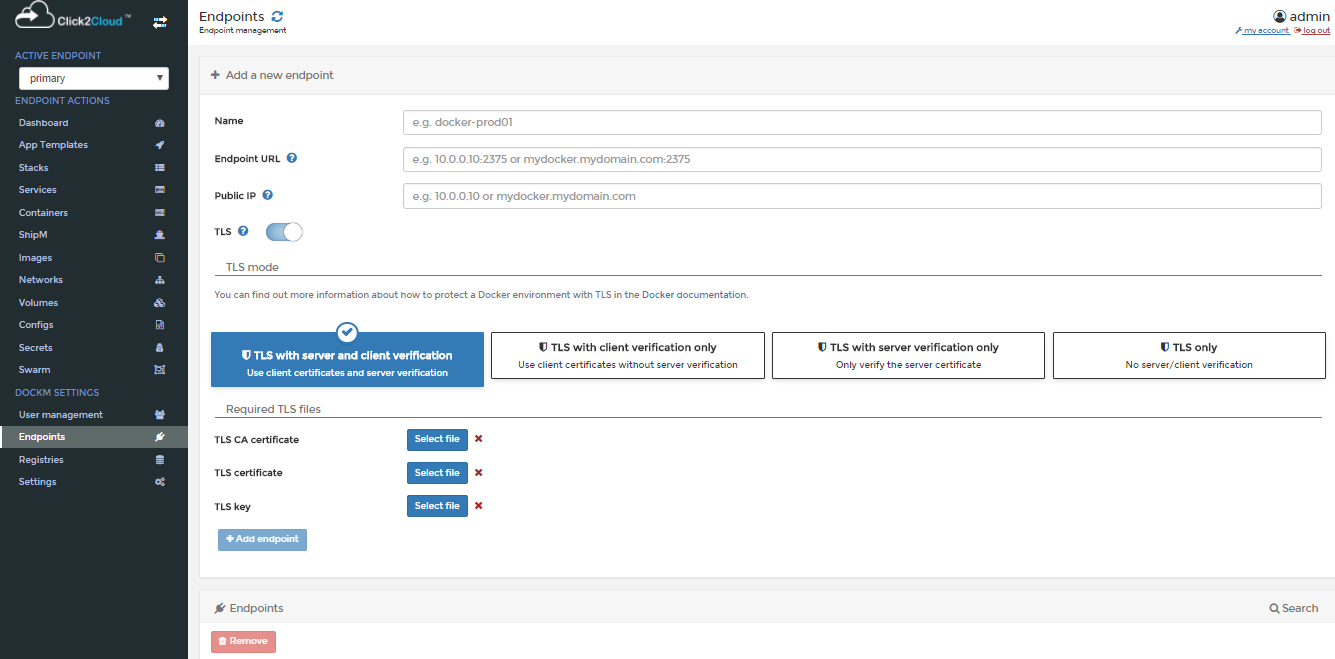 Click2Cloud™
ACTIVE ENDPOINT
primary
ENDPOINT ACTIONS
Dashboard
App Templates
Stacks
Services
Containers
ShipM
Images
Networks
Volumes
Configs
Secrets
Swarm
DOCKM SETTINGS
User management
Endpoints
Registries
Settings
Endpoints
Endpoint management
admin
my account log out
Add a new endpoint
Name
e.g. docker-prod01
Endpoint URL
e.g. 10.0.0.10:2375 or mydocker.mydomain.com:2375
Public IP
e.g. 10.0.0.10 or mydocker.mydomain.com
TLS
TLS mode
You can find out more information about how to protect a Docker environment with TLS in the Docker documentation.
TLS with server and client verification
Use client certificates and server verification
TLS with client verification only
Use client certificates without server verification
TLS with server verification only
Only verify the server certificate
TLS only
No server/client verification
Required TLS files
TLS CA certificate Select file
TLS certificate Select file
TLS key Select file
Add endpoint
Endpoints
Search
Remove